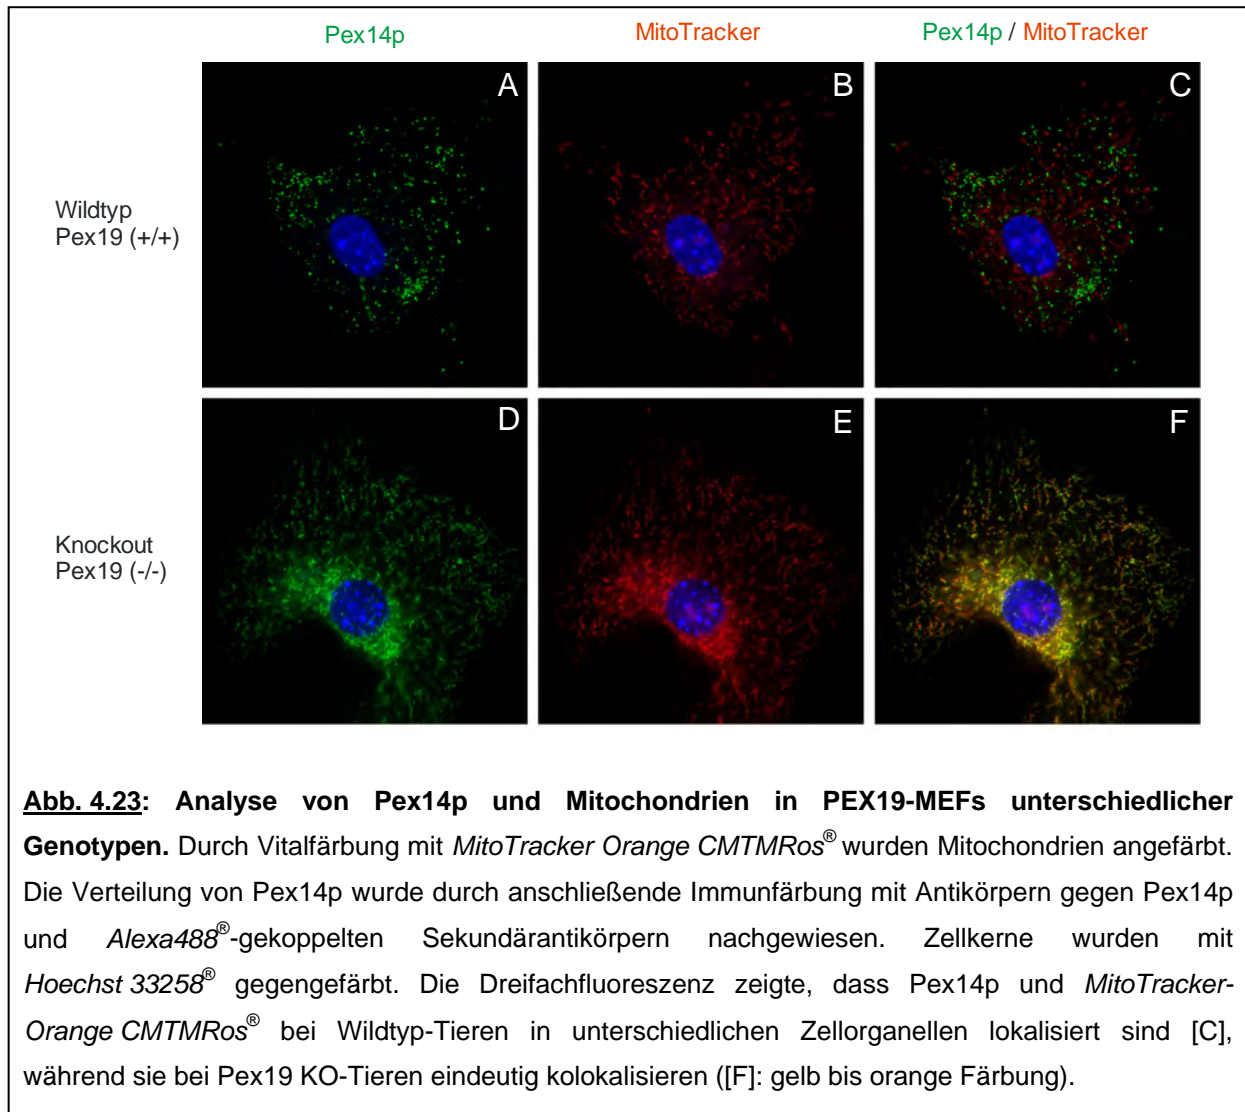 Pex14p MitoTracker Pex14p / MitoTracker
A B C
Wildtyp
Pex19 (+/+)
D E F
Knockout
Pex19 (-/-)
Abb. 4.23: Analyse von Pex14p und Mitochondrien in PEX19-MEFs unterschiedlicher
Genotypen. Durch Vitalfärbung mit MitoTracker Orange CMTMRos® wurden Mitochondrien angefärbt.
Die Verteilung von Pex14p wurde durch anschließende Immunfärbung mit Antikörpern gegen Pex14p
und Alexa488®-gekoppelten Sekundärantikörpern nachgewiesen. Zellkerne wurden mit
Hoechst 33258® gegengefärbt. Die Dreifachfluoreszenz zeigte, dass Pex14p und MitoTracker-
Orange CMTMRos® bei Wildtyp-Tieren in unterschiedlichen Zellorganellen lokalisiert sind [C],
während sie bei Pex19 KO-Tieren eindeutig kolokalisieren ([F]: gelb bis orange Färbung).